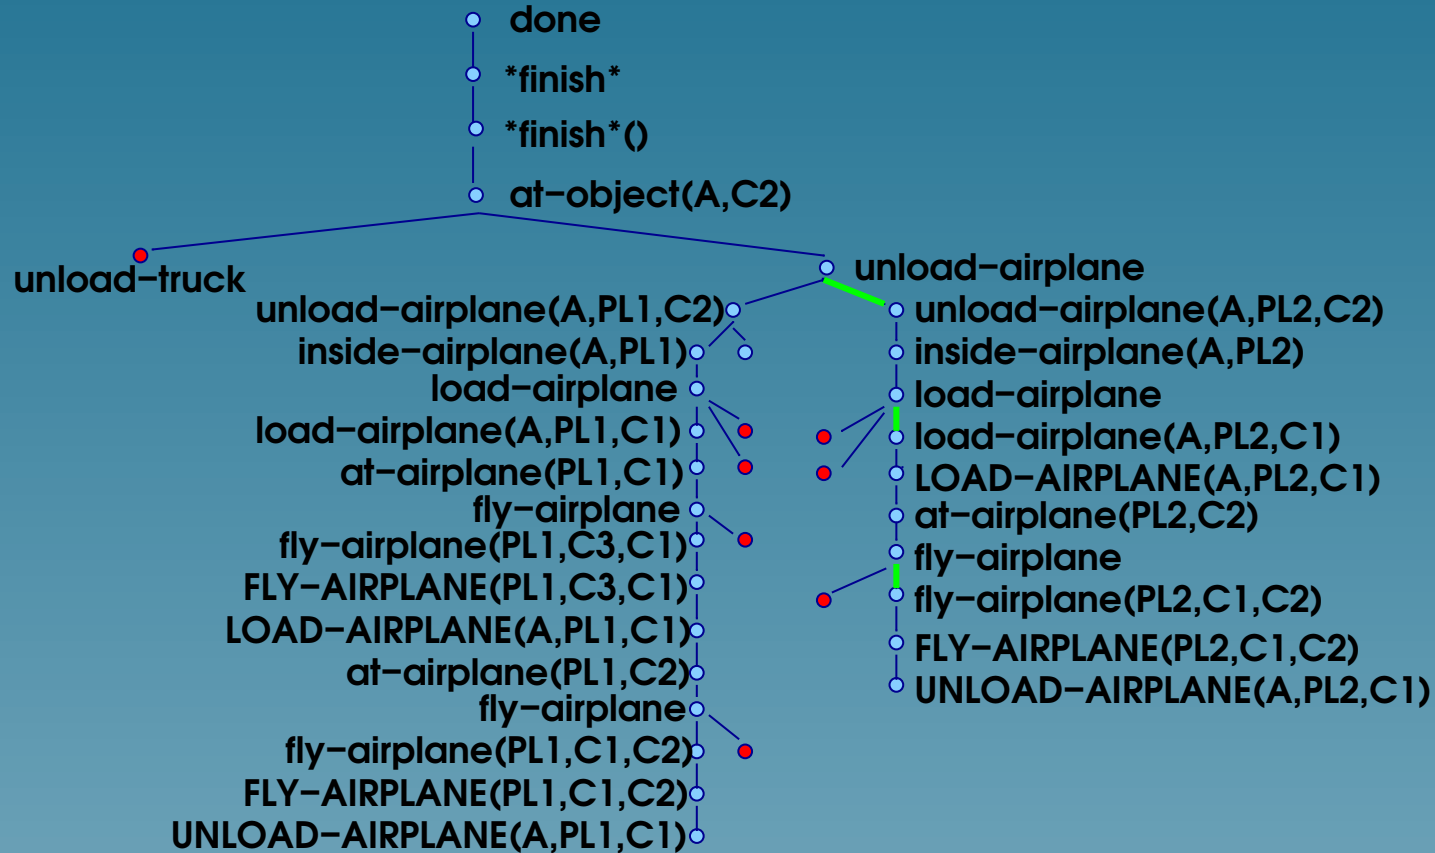 done
*finish*
*finish*()
at-object(A,C2)
unload-truck
unload-airplane
unload-airplane(A,PL1,C2)
inside-airplane(A,PL1)
load-airplane
load-airplane(A,PL1,C1)
at-airplane(PL1,C1)
fly-airplane
fly-airplane(PL1,C3,C1)
FLY-AIRPLANE(PL1,C3,C1)
LOAD-AIRPLANE(A,PL1,C1)
at-airplane(PL1,C2)
fly-airplane
fly-airplane(PL1,C1,C2)
FLY-AIRPLANE(PL1,C1,C2)
UNLOAD-AIRPLANE(A,PL1,C1)
unload-airplane(A,PL2,C2)
inside-airplane(A,PL2)
load-airplane
load-airplane(A,PL2,C1)
LOAD-AIRPLANE(A,PL2,C1)
at-airplane(PL2,C2)
fly-airplane
fly-airplane(PL2,C1,C2)
FLY-AIRPLANE(PL2,C1,C2)
UNLOAD-AIRPLANE(A,PL2,C1)